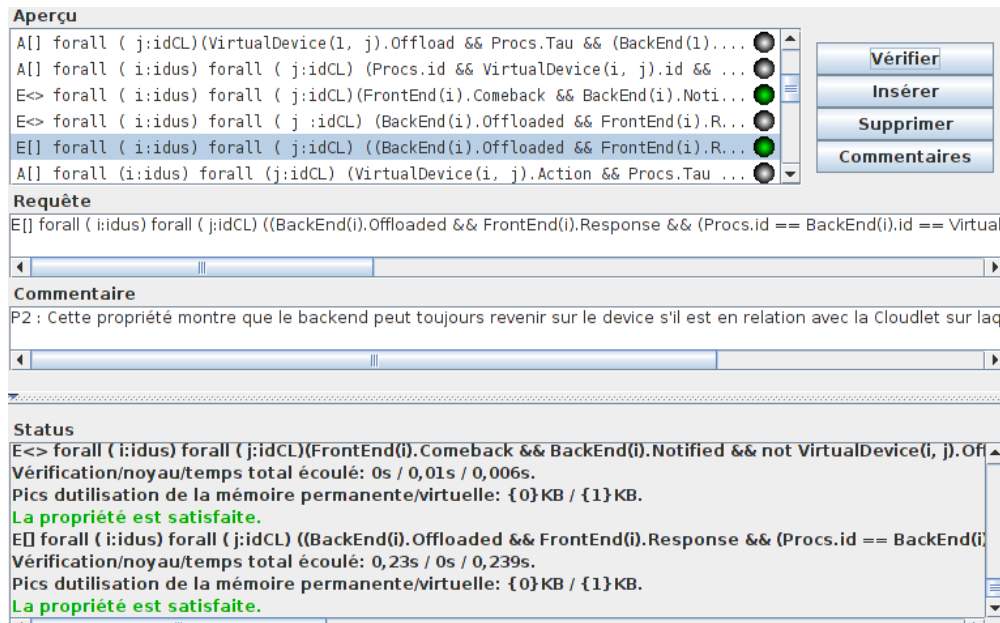 Aperçu
A[] forall ( j:idCL)(VirtualDevice(1, j).Offload && Procs.Tau && (BackEnd(1)....
A[] forall ( i:idus) forall ( j:idCL) (Procs.id && VirtualDevice(i, j).id && ...
E<> forall ( i:idus) forall ( j:idCL)(FrontEnd(i).Comeback && BackEnd(i).Noti...
E<> forall ( i:idus) forall ( j :idCL) (BackEnd(i).Offloaded && FrontEnd(i).R...
E[] forall ( i:idus) forall ( j:idCL) ((BackEnd(i).Offloaded && FrontEnd(i).R...
A[] forall (i:idus) forall (j:idCL) (VirtualDevice(i, j).Action && Procs.Tau ...
Vérifier
Insérer
Supprimer
Commentaires
Requête
E[] forall ( i:idus) forall ( j:idCL) ((BackEnd(i).Offloaded && FrontEnd(i).Response && (Procs.id == BackEnd(i).id == Virtual
Commentaire
P2 : Cette propriété montre que le backend peut toujours revenir sur le device s'il est en relation avec la Cloudlet sur laq
Status
E<> forall ( i:idus) forall ( j:idCL)(FrontEnd(i).Comeback && BackEnd(i).Notified && not VirtualDevice(i, j).Off
Vérification/noyau/temps total écoulé: 0s / 0,01s / 0,006s.
Pics dutilisation de la mémoire permanente/virtuelle: {0}KB / {1}KB.
La propriété est satisfaite.
E[] forall ( i:idus) forall ( j:idCL) ((BackEnd(i).Offloaded && FrontEnd(i).Response && (Procs.id == BackEnd(i)
Vérification/noyau/temps total écoulé: 0,23s / 0s / 0,239s.
Pics dutilisation de la mémoire permanente/virtuelle: {0}KB / {1}KB.
La propriété est satisfaite.